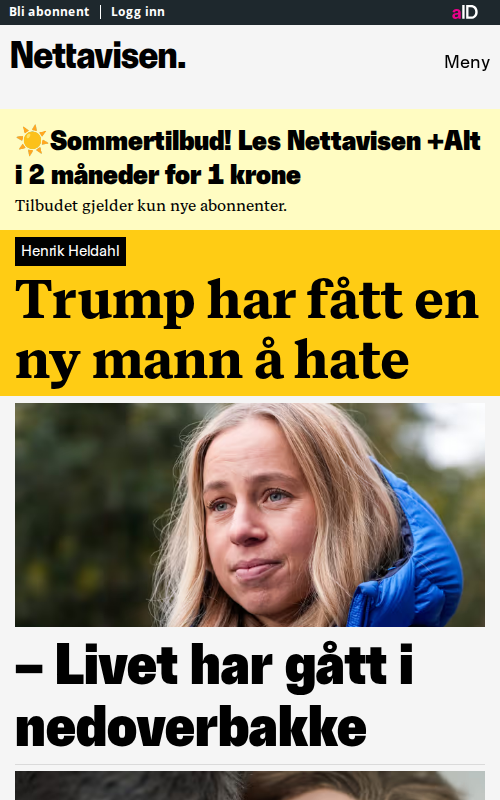 Bli abonnent | Logg inn
aID
Nettavisen.
Meny
☀️Sommertilbud! Les Nettavisen +Alt
i 2 måneder for 1 krone
Tilbudet gjelder kun nye abonnenter.
Henrik Heldahl
Trump har fått en
ny mann å hate
– Livet har gått i
nedoverbakke